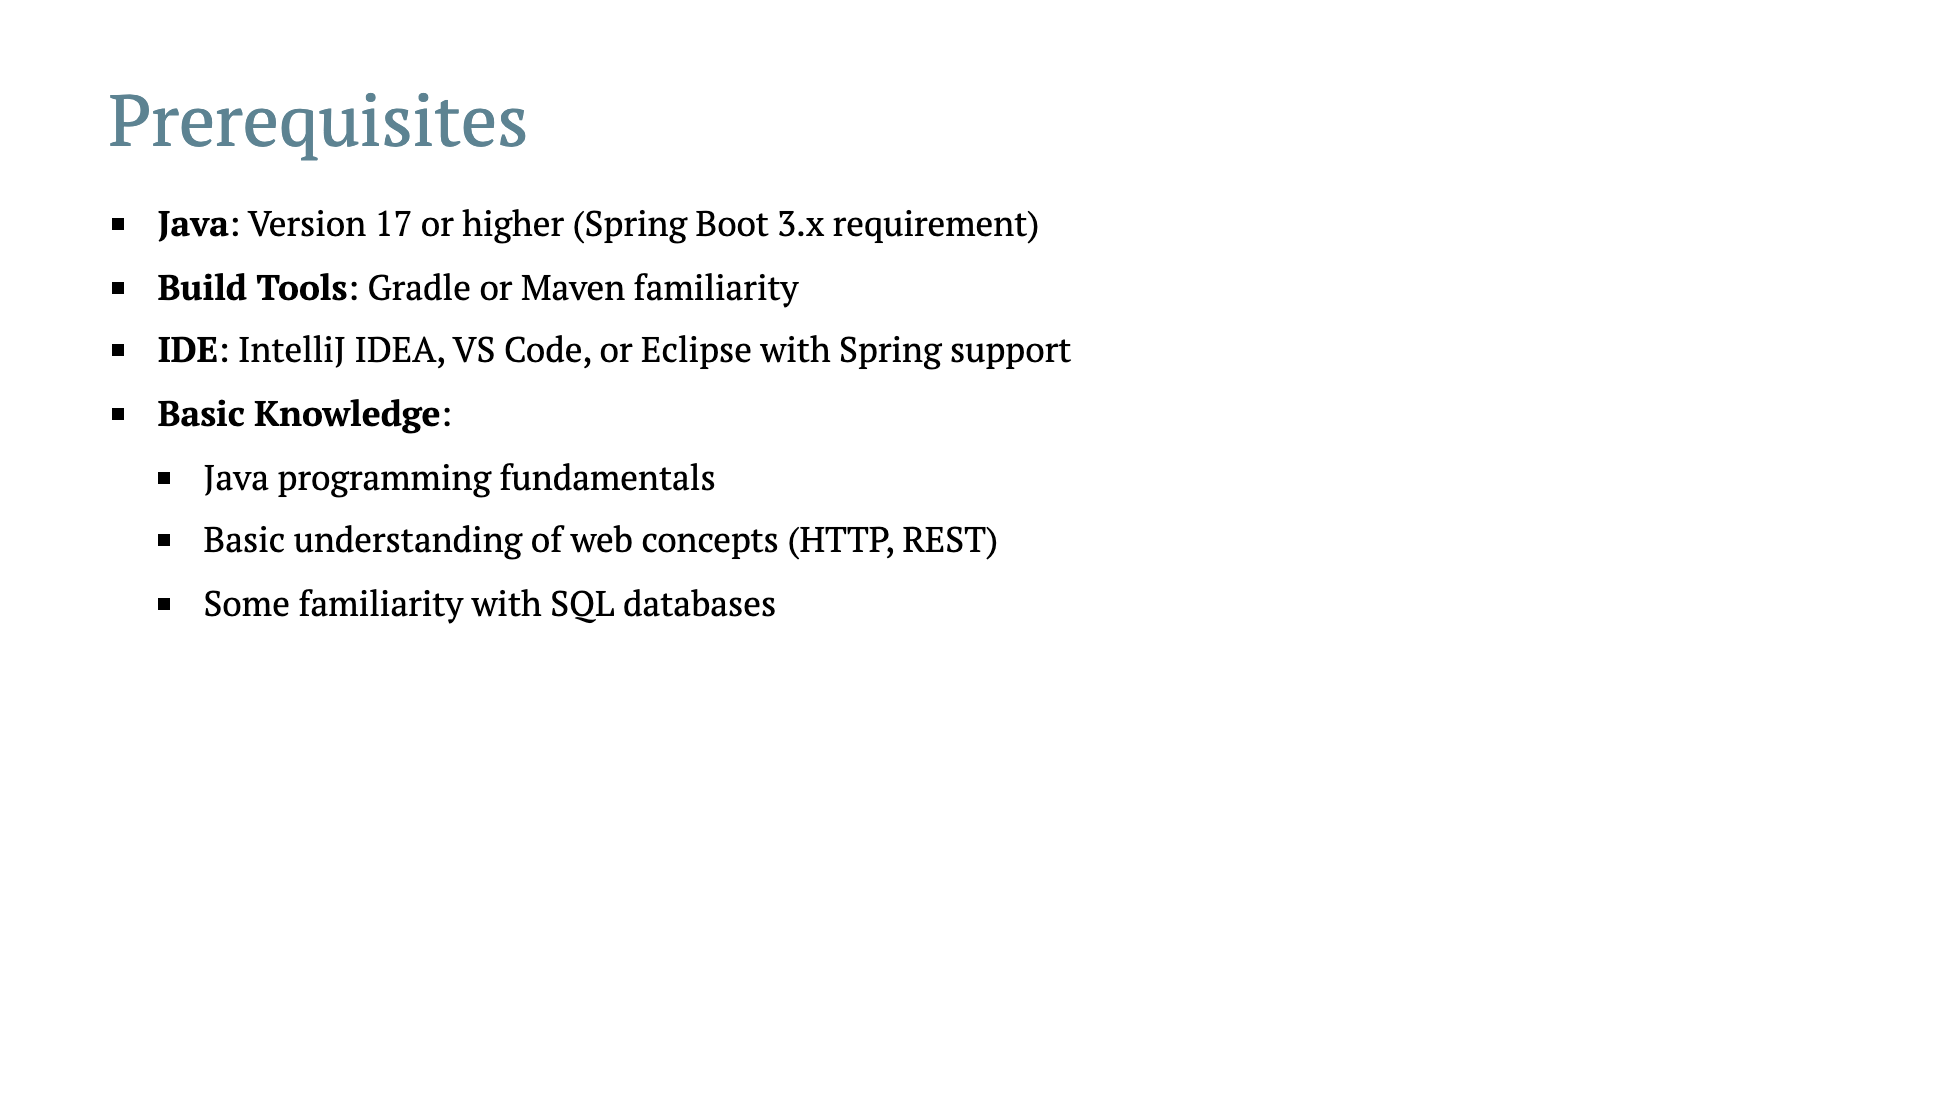 Prerequisites
▪ Java: Version 17 or higher (Spring Boot 3.x requirement)
▪ Build Tools: Gradle or Maven familiarity
▪ IDE: IntelliJ IDEA, VS Code, or Eclipse with Spring support
▪ Basic Knowledge:
▪ Java programming fundamentals
▪ Basic understanding of web concepts (HTTP, REST)
▪ Some familiarity with SQL databases